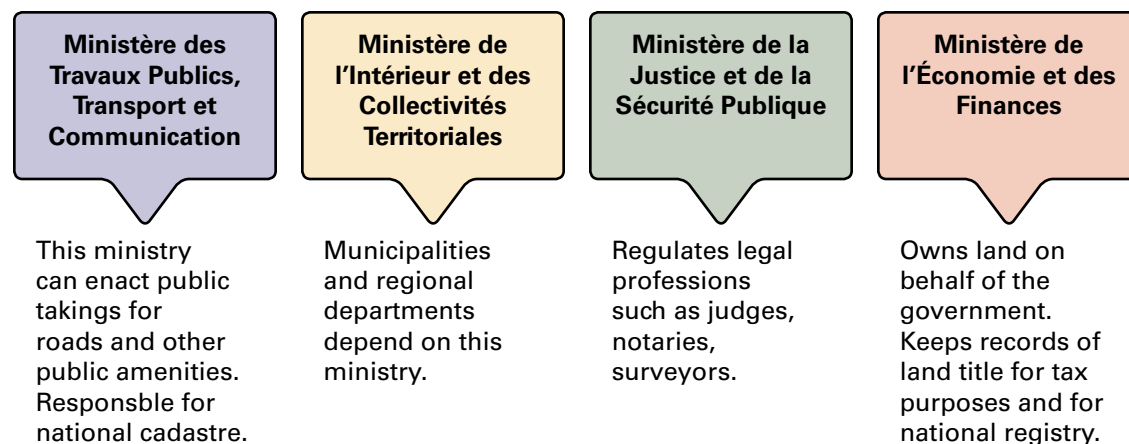 Ministère des
Travaux Publics,
Transport et
Communication
This ministry
can enact public
takings for
roads and other
public amenities.
Responsble for
national cadastre.
Ministère de
l'Intérieur et des
Collectivités
Territoriales
Municipalities
and regional
departments
depend on this
ministry.
Ministère de la
Justice et de la
Sécurité Publique
Regulates legal
professions
such as judges,
notaries,
surveyors.
Ministère de
l'Économie et des
Finances
Owns land on
behalf of the
government.
Keeps records of
land title for tax
purposes and for
national registry.